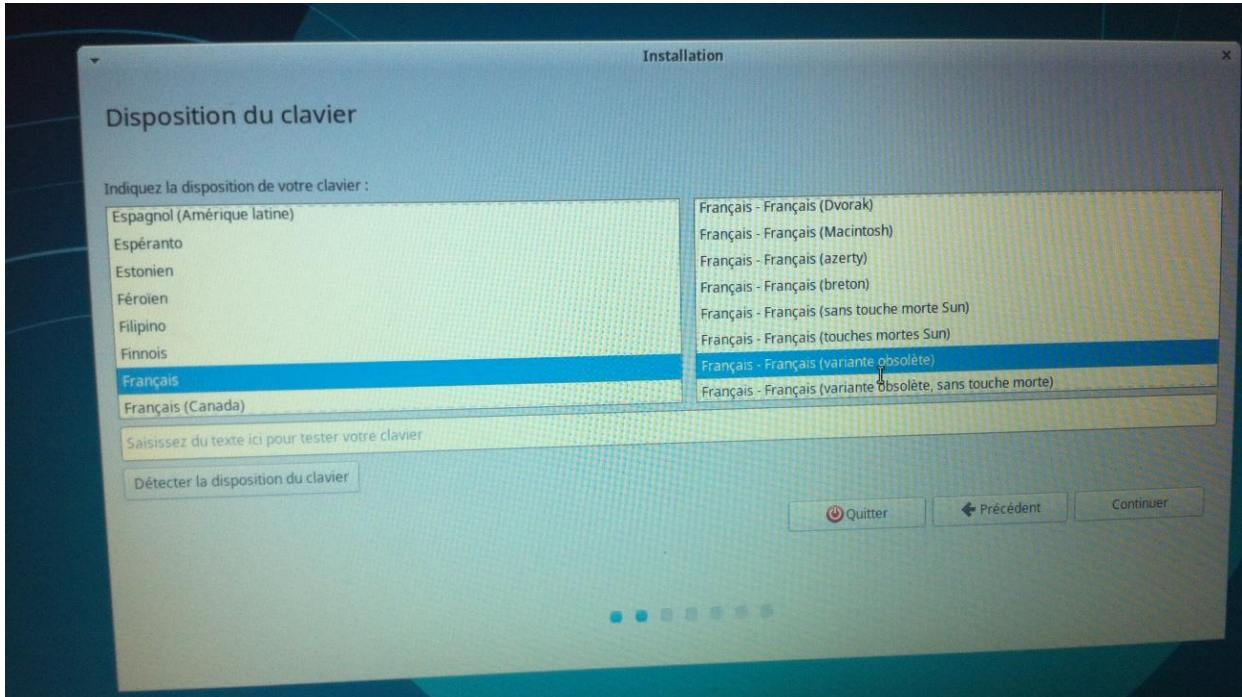 Installation
Disposition du clavier
Indiquez la disposition de votre clavier :
Espagnol (Amérique latine)
Espéranto
Estonien
Féroïen
Filipino
Finnois
Français
Français (Canada)
Français - Français (Dvorak)
Français - Français (Macintosh)
Français - Français (azerty)
Français - Français (breton)
Français - Français (sans touche morte Sun)
Français - Français (touches mortes Sun)
Français - Français (variante obsolète)
Français - Français (variante obsolète, sans touche morte)
Saisissez du texte ici pour tester votre clavier
Détecter la disposition du clavier
Quitter
Précédent
Continuer